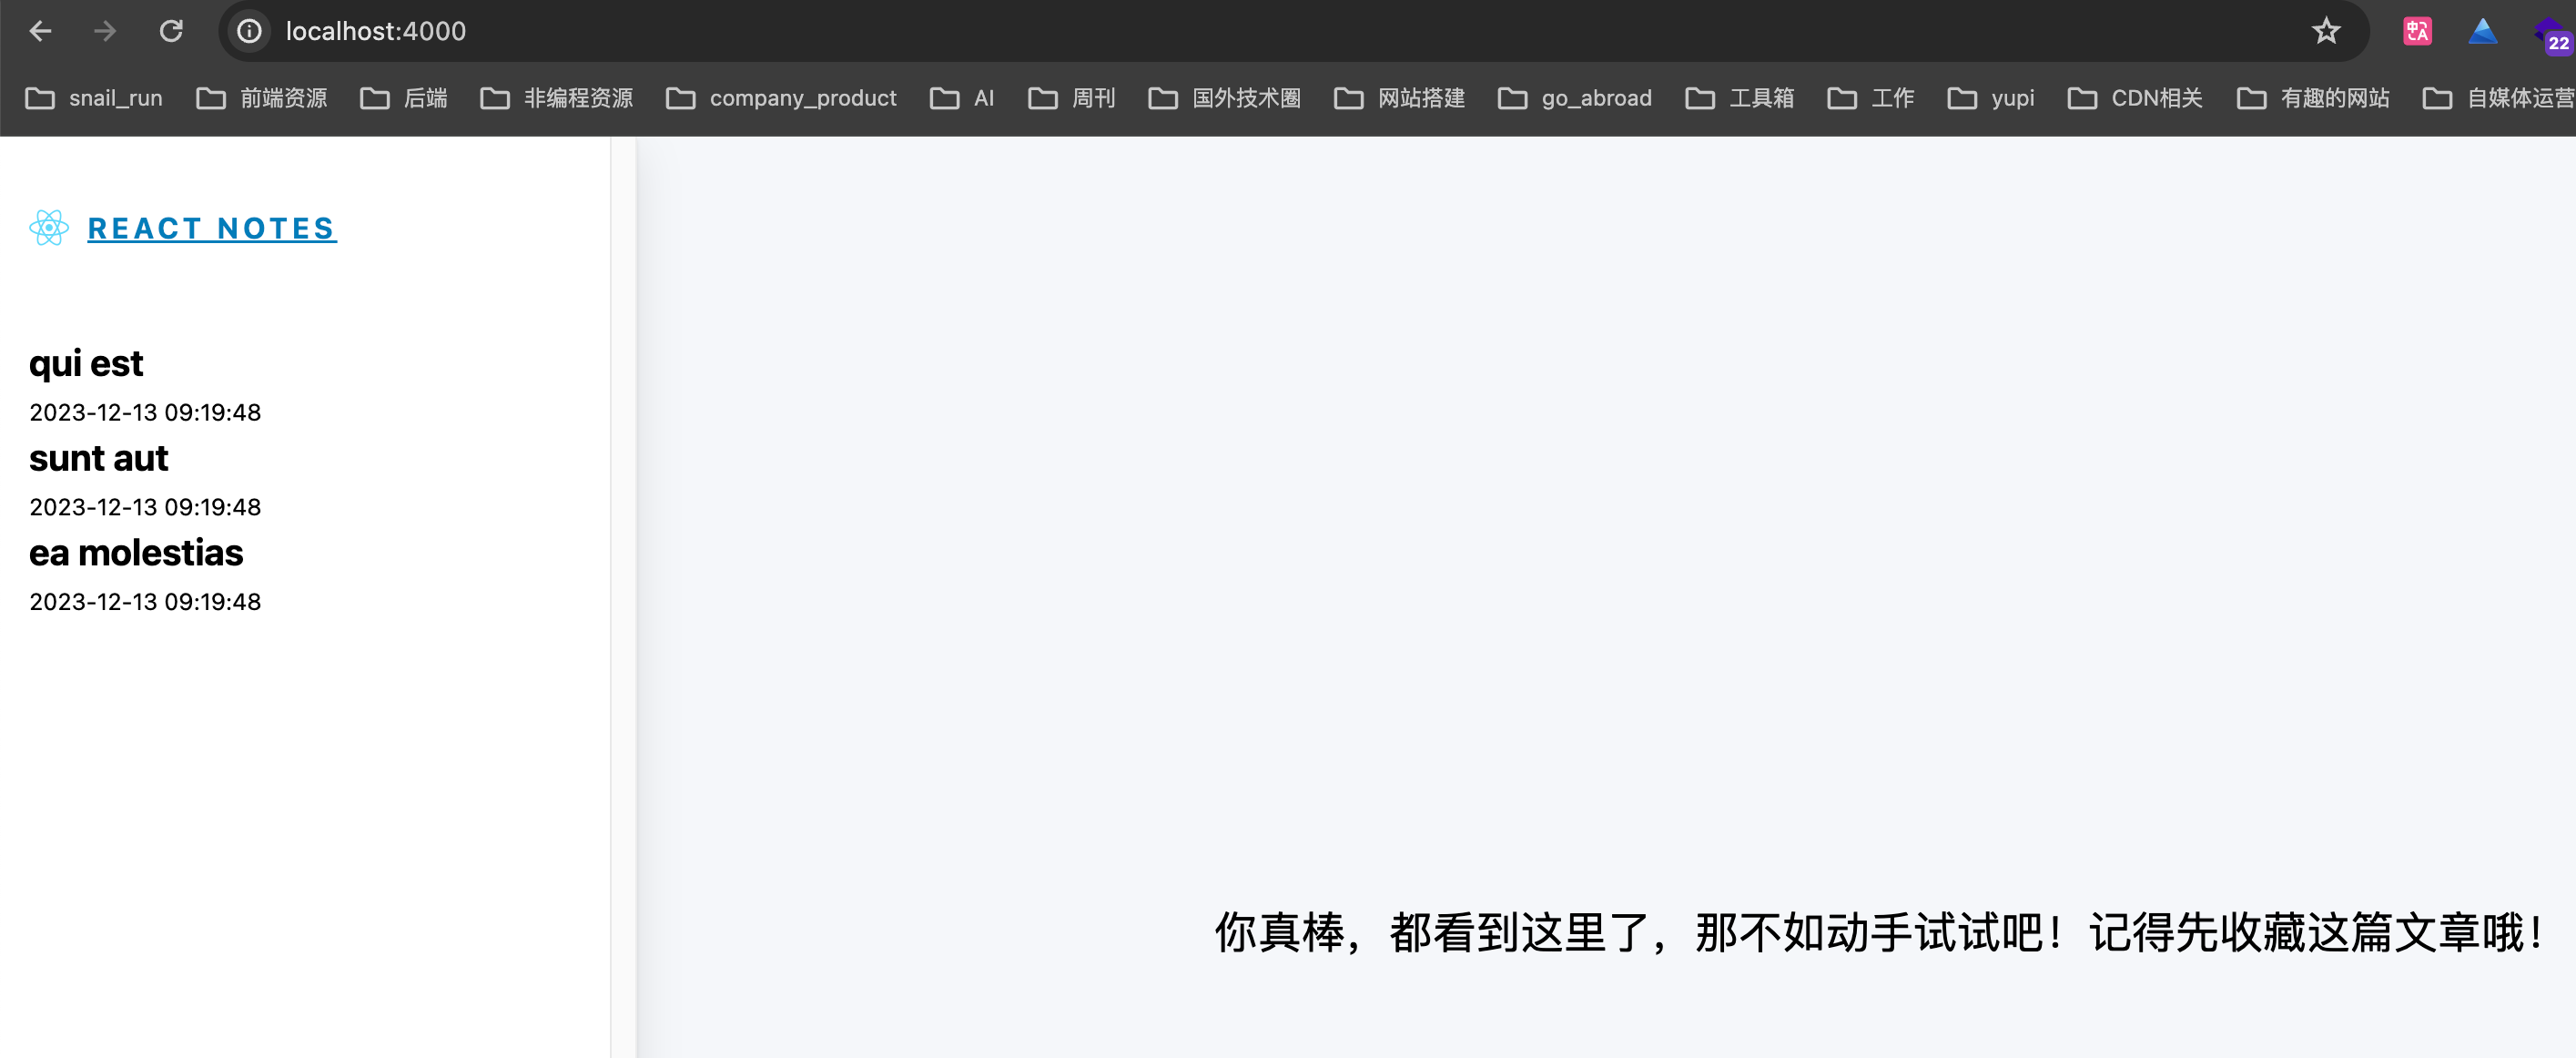 localhost:4000
22
snail_run 前端资源 后端 非编程资源 company_product AI 周刊 国外技术圈 网站搭建 go_abroad 工具箱 工作 yupi CDN相关 有趣的网站 自媒体运营
REACT NOTES
qui est
2023-12-13 09:19:48
sunt aut
2023-12-13 09:19:48
ea molestias
2023-12-13 09:19:48
你真棒，都看到这里了，那不如动手试试吧！记得先收藏这篇文章哦！